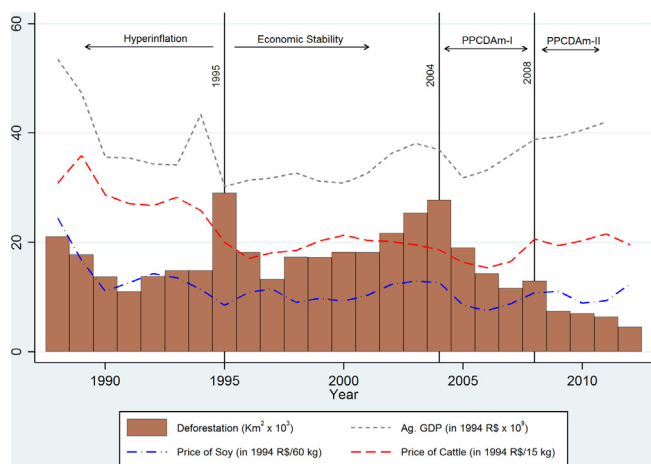 60
40
20
0
Hyperinflation
Economic Stability
PPCDAm-I
PPCDAm-II
1995
2004
2008
1990
1995
2000
2005
2010
Year
Deforestation (Km² x 10³)
Ag. GDP (in 1994 R$ x 10⁹)
Price of Soy (in 1994 R$/60 kg)
Price of Cattle (in 1994 R$/15 kg)